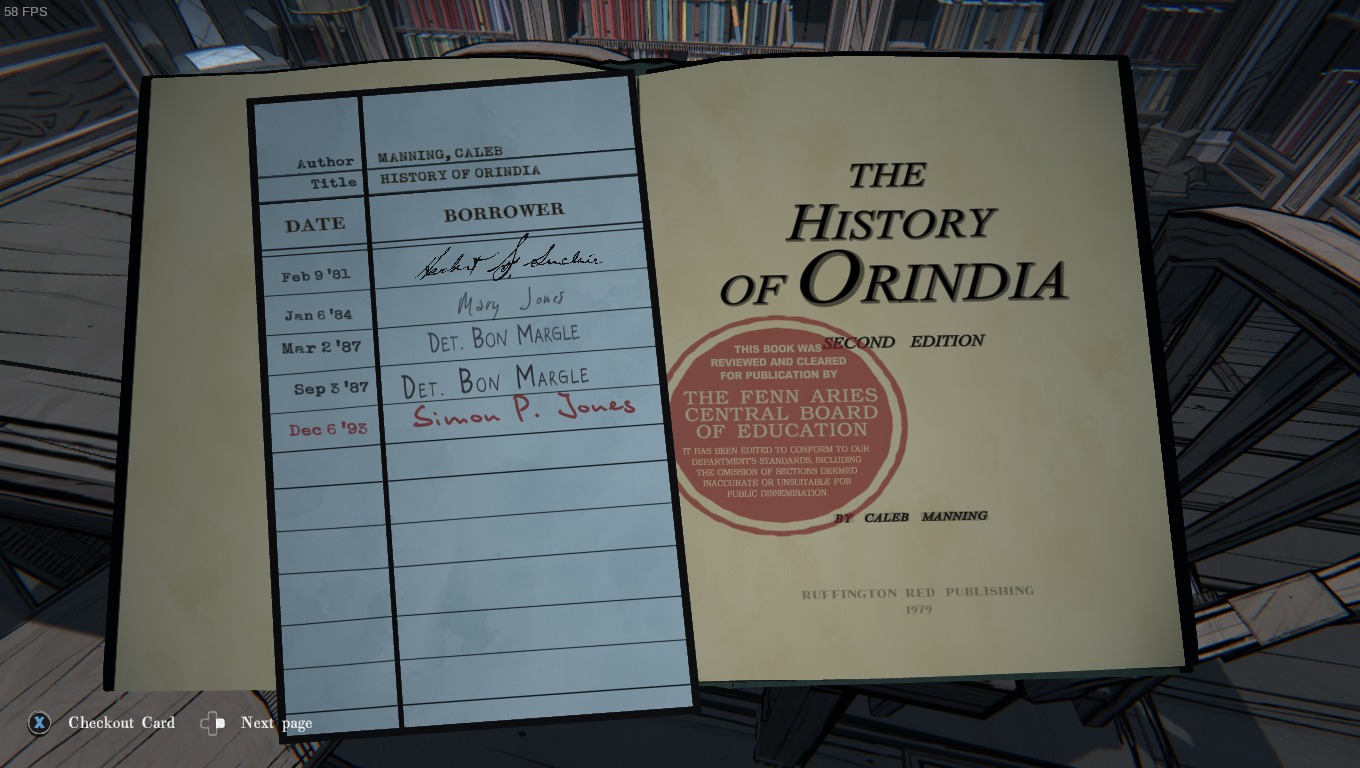 58 FPS
Author MANNING, CALEB
Title HISTORY OF ORINDIA
DATE BORROWER
Feb 9 '81 Herbert S Sinclair
Jan 6 '84 Mary Jones
Mar 2 '87 DET. BON MARGLE
Sep 3 '87 DET. BON MARGLE
Dec 6 '93 Simon P. Jones
THE
HISTORY
OF ORINDIA
SECOND EDITION
THIS BOOK WAS
REVIEWED AND CLEARED
FOR PUBLICATION BY
THE FENN ARIES
CENTRAL BOARD
OF EDUCATION
IT HAS BEEN EDITED TO CONFORM TO OUR
DEPARTMENT'S STANDARDS, INCLUDING
THE OMISSION OF SECTIONS DEEMED
INACCURATE OR UNSUITABLE FOR
PUBLIC DISSEMINATION.
BY CALEB MANNING
RUFFINGTON RED PUBLISHING
1979
X Checkout Card Next page